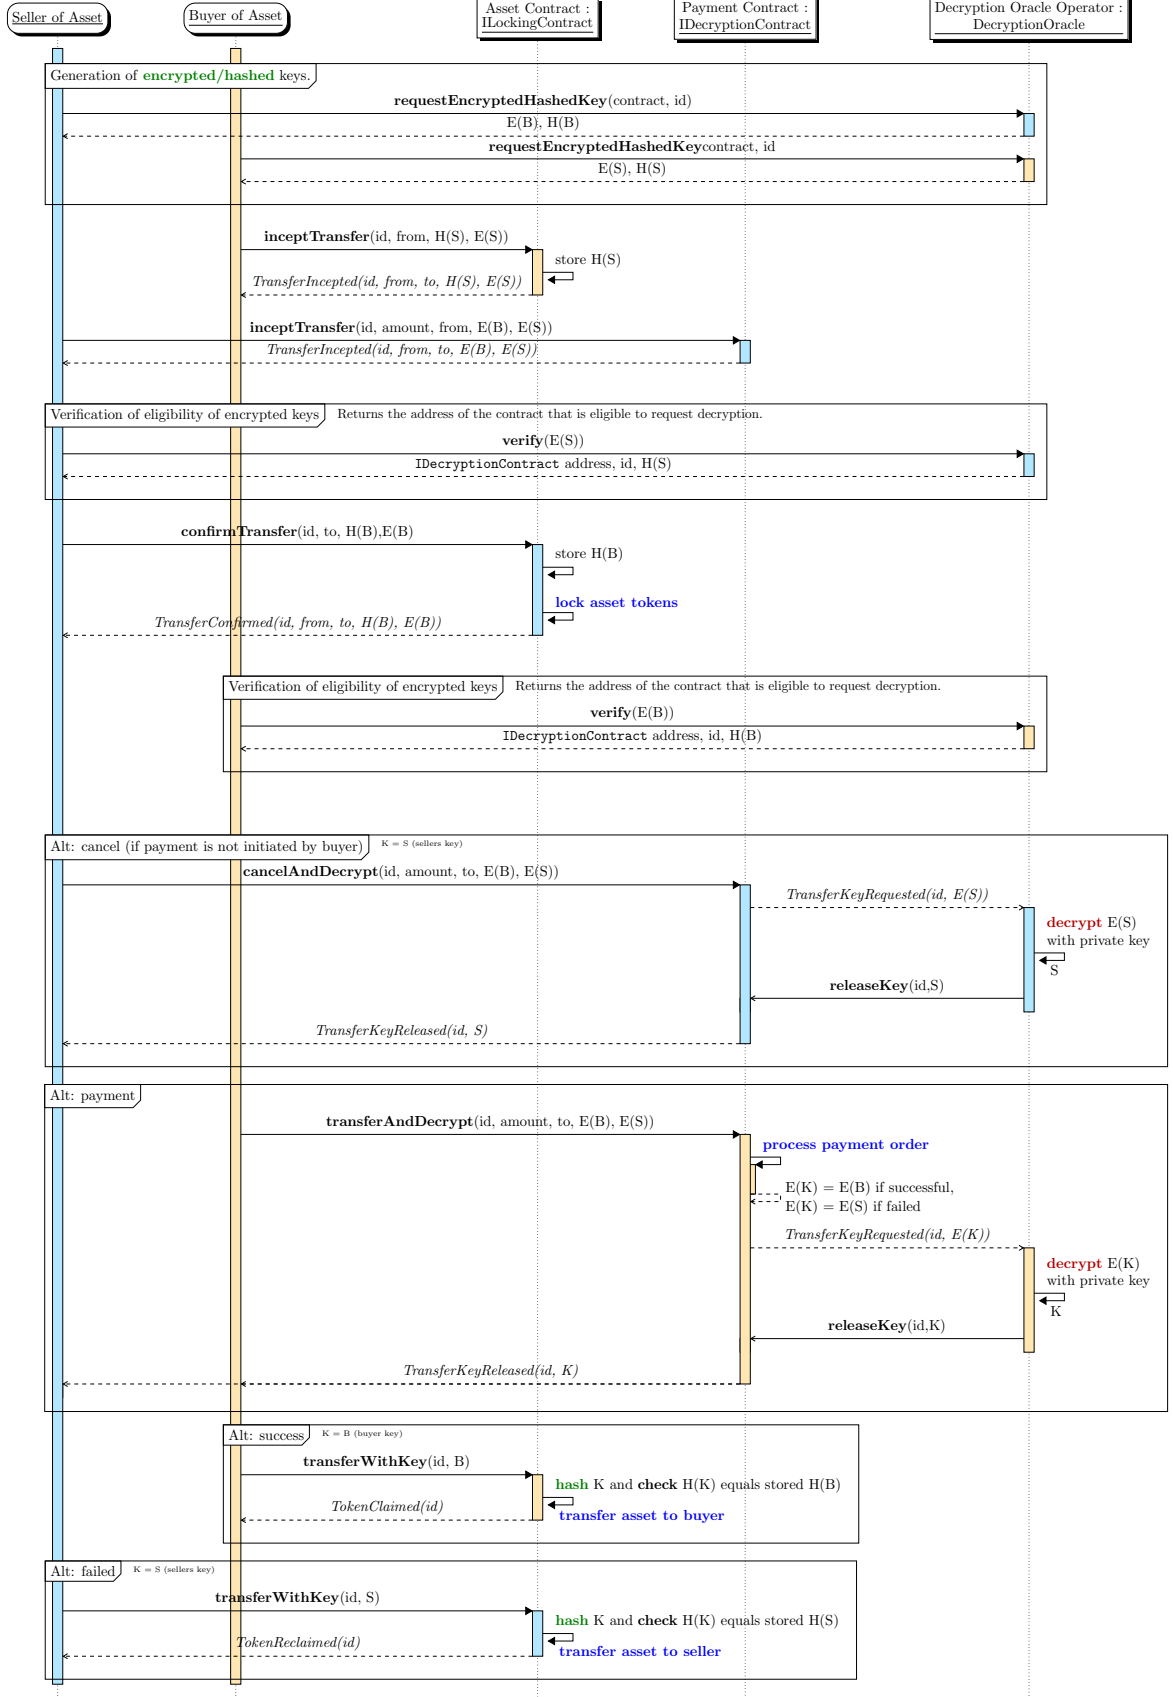 Seller of Asset
Buyer of Asset
Asset Contract :
ILockingContract
Payment Contract :
IDecryptionContract
Decryption Oracle Operator :
DecryptionOracle
Generation of encrypted/hashed keys.
requestEncryptedHashedKey(contract, id)
E(B), H(B)
requestEncryptedHashedKeycontract, id
E(S), H(S)
inceptTransfer(id, from, H(S), E(S))
store H(S)
TransferIncepted(id, from, to, H(S), E(S))
inceptTransfer(id, amount, from, E(B), E(S))
TransferIncepted(id, from, to, E(B), E(S))
Verification of eligibility of encrypted keys
Returns the address of the contract that is eligible to request decryption.
verify(E(S))
IDecryptionContract address, id, H(S)
confirmTransfer(id, to, H(B),E(B)
store H(B)
lock asset tokens
TransferConfirmed(id, from, to, H(B), E(B))
Verification of eligibility of encrypted keys
Returns the address of the contract that is eligible to request decryption.
verify(E(B))
IDecryptionContract address, id, H(B)
Alt: cancel (if payment is not initiated by buyer)
K = S (sellers key)
cancelAndDecrypt(id, amount, to, E(B), E(S))
TransferKeyRequested(id, E(S))
decrypt E(S)
with private key
S
releaseKey(id,S)
TransferKeyReleased(id, S)
Alt: payment
transferAndDecrypt(id, amount, to, E(B), E(S))
process payment order
E(K) = E(B) if successful,
E(K) = E(S) if failed
TransferKeyRequested(id, E(K))
decrypt E(K)
with private key
K
releaseKey(id,K)
TransferKeyReleased(id, K)
Alt: success
K = B (buyer key)
transferWithKey(id, B)
hash K and check H(K) equals stored H(B)
TokenClaimed(id)
transfer asset to buyer
Alt: failed
K = S (sellers key)
transferWithKey(id, S)
hash K and check H(K) equals stored H(S)
TokenReclaimed(id)
transfer asset to seller